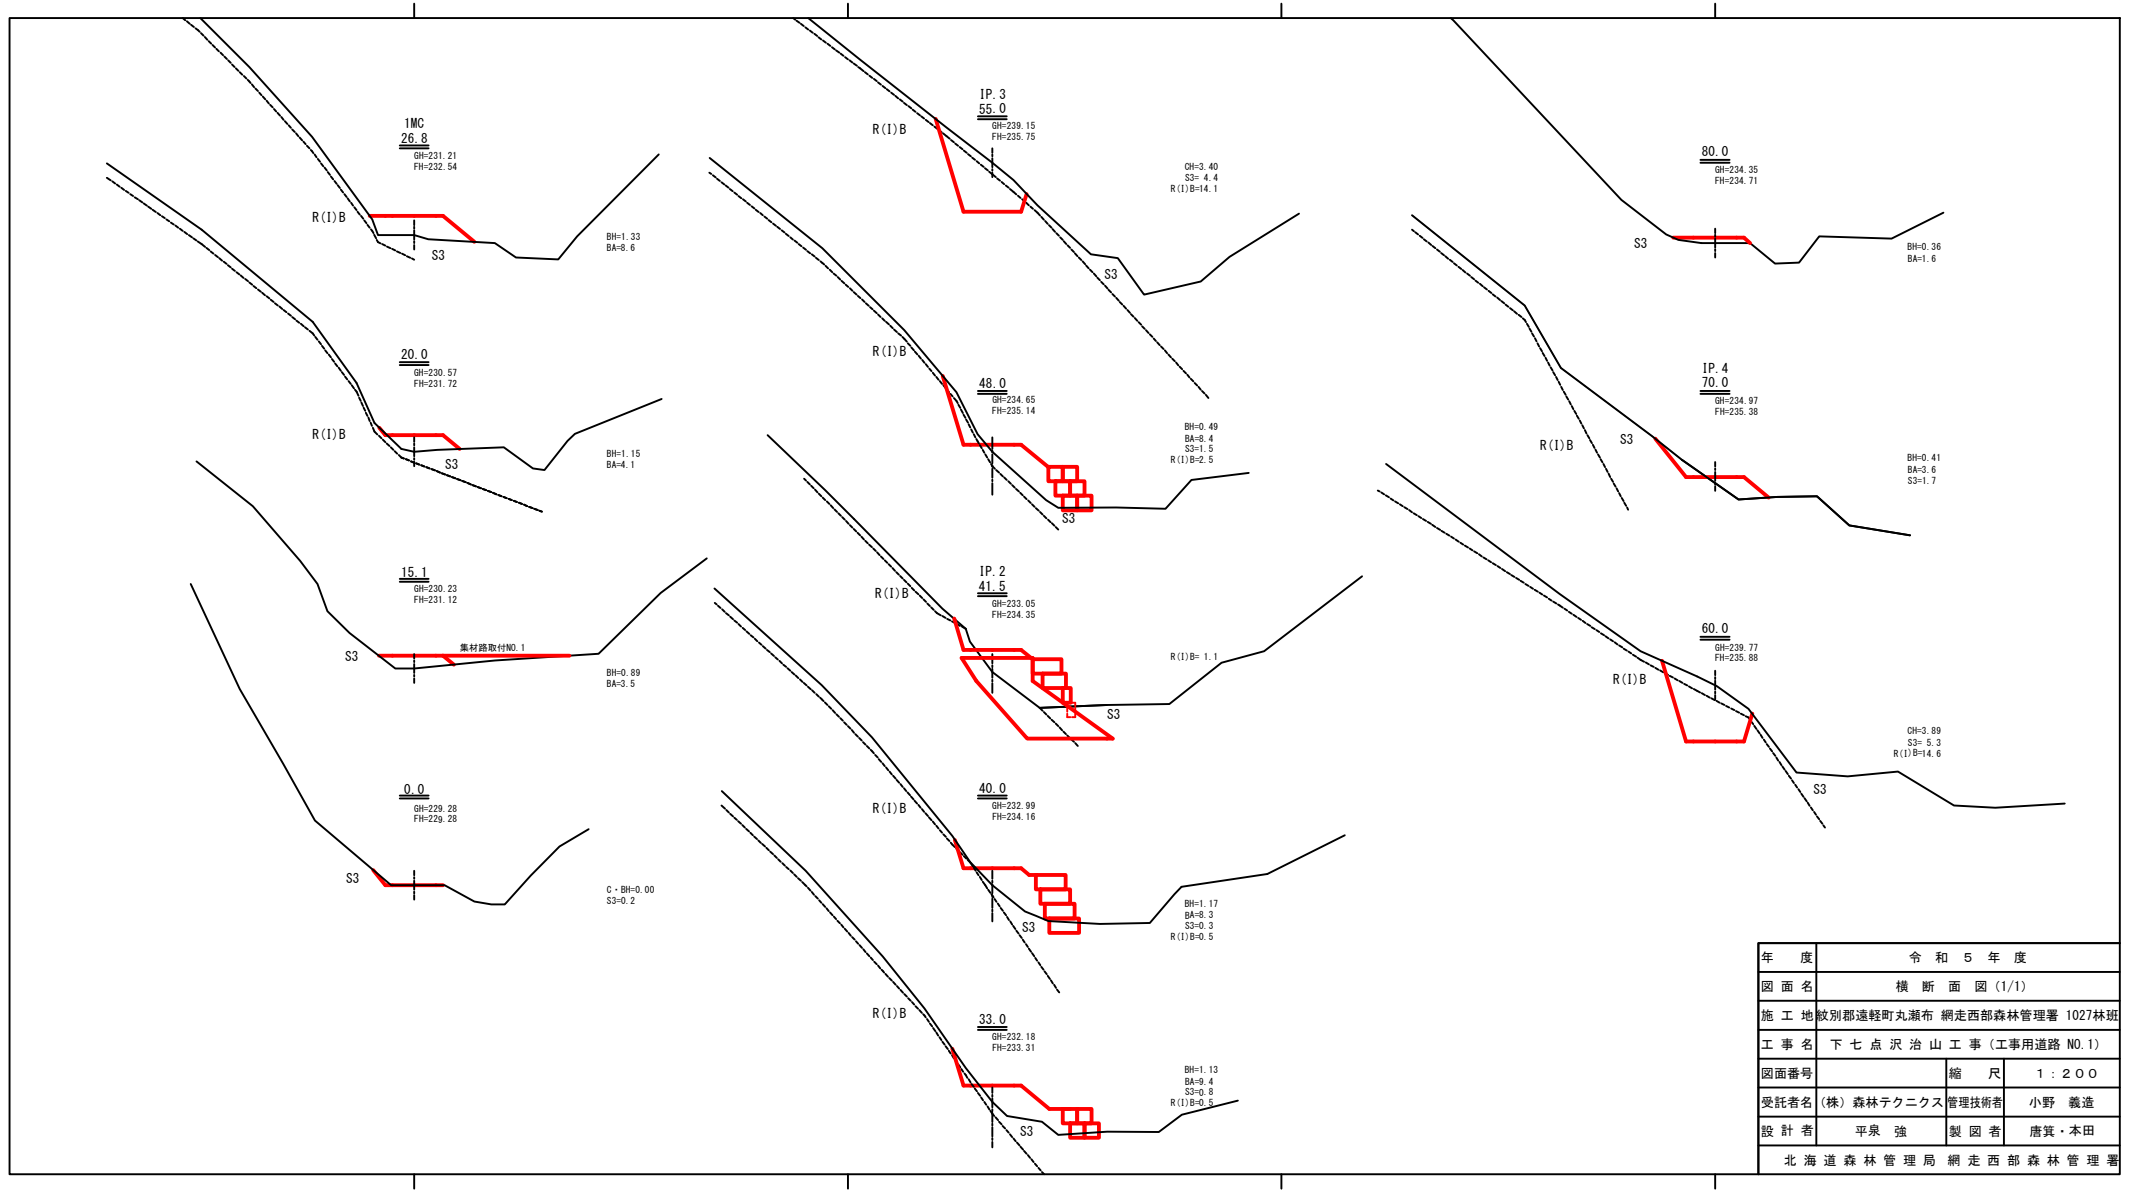 1MC
26.8
GH=231.21
FH=232.54
R(I)B
S3
BH=1.33
BA=8.6
20.0
GH=230.57
FH=231.72
R(I)B
S3
BH=1.15
BA=4.1
15.1
GH=230.23
FH=231.12
集材路取付NO.1
S3
BH=0.89
BA=3.5
0.0
GH=229.28
FH=229.28
S3
C・BH=0.00
S3=0.2
IP.3
55.0
GH=239.15
FH=235.75
R(I)B
CH=3.40
S3= 4.4
R(I)B=14.1
S3
R(I)B
48.0
GH=234.65
FH=235.14
BH=0.49
BA=8.4
S3=1.5
R(I)B=2.5
S3
IP.2
41.5
GH=233.05
FH=234.35
R(I)B
R(I)B= 1.1
S3
40.0
GH=232.99
FH=234.16
R(I)B
BH=1.17
BA=8.3
S3=0.3
R(I)B=0.5
S3
33.0
GH=232.18
FH=233.31
R(I)B
BH=1.13
BA=9.4
S3=0.8
R(I)B=0.5
S3
80.0
GH=234.35
FH=234.71
S3
BH=0.36
BA=1.6
IP.4
70.0
GH=234.97
FH=235.38
S3
R(I)B
BH=0.41
BA=3.6
S3=1.7
60.0
GH=239.77
FH=235.88
R(I)B
CH=3.89
S3= 5.3
R(I)B=14.6
S3
年 度 令 和 5 年 度
図 面 名 横 断 面 図 (1/1)
施 工 地 紋別郡遠軽町丸瀬布 網走西部森林管理署 1027林班
工 事 名 下 七 点 沢 治 山 工 事 (工事用道路 NO.1)
図面番号 縮 尺 1 : 2 0 0
受託者名 (株) 森林テクニクス 管理技術者 小野 義造
設 計 者 平泉 強 製 図 者 唐箕・本田
北 海 道 森 林 管 理 局 網 走 西 部 森 林 管 理 署